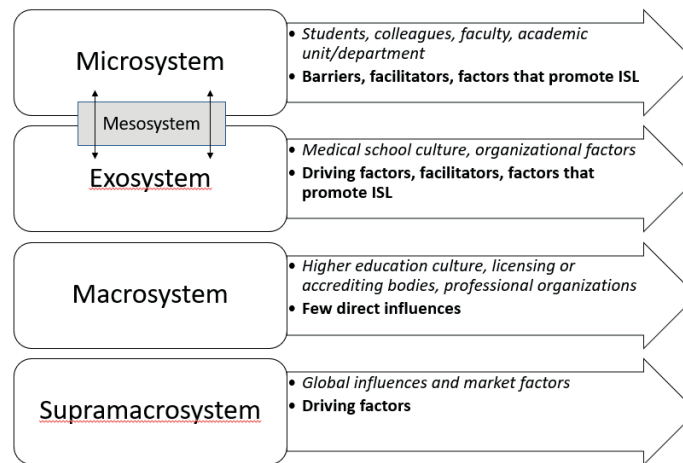 Microsystem
• Students, colleagues, faculty, academic
unit/department
• Barriers, facilitators, factors that promote ISL
Mesosystem
Exosystem
• Medical school culture, organizational factors
• Driving factors, facilitators, factors that
promote ISL
Macrosystem
• Higher education culture, licensing or
accrediting bodies, professional organizations
• Few direct influences
Supramacrosystem
• Global influences and market factors
• Driving factors